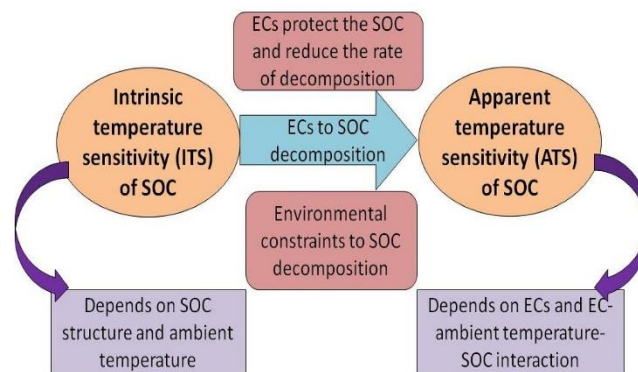 ECs protect the SOC
and reduce the rate
of decomposition
Intrinsic
temperature
sensitivity (ITS)
of SOC
ECs to SOC
decomposition
Apparent
temperature
sensitivity (ATS)
of SOC
Environmental
constraints to SOC
decomposition
Depends on SOC
structure and ambient
temperature
Depends on ECs and EC-
ambient temperature-
SOC interaction